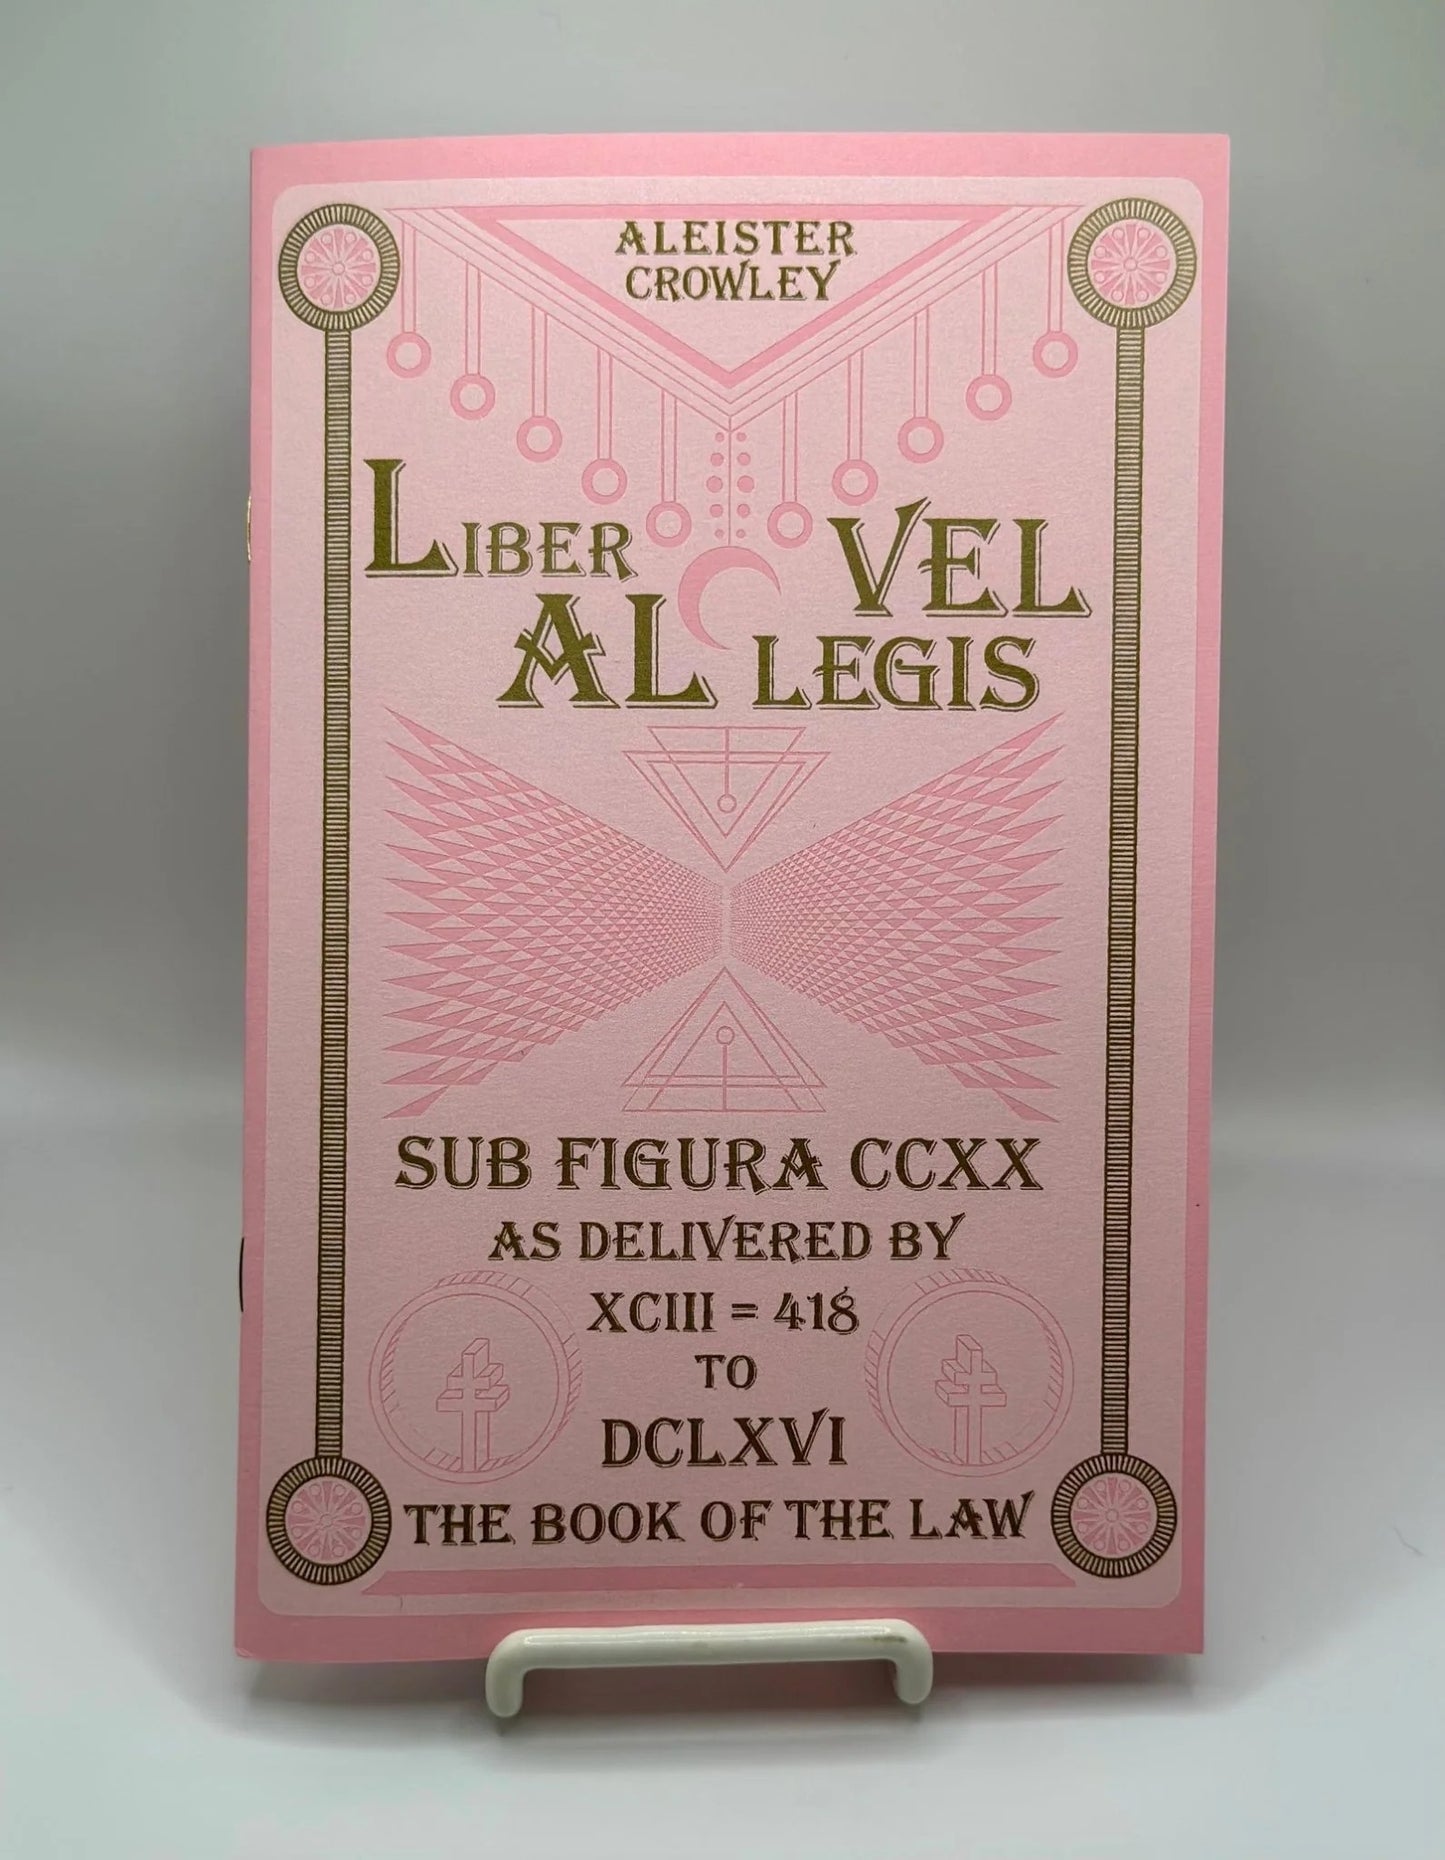 ALEISTER
CROWLEY
LIBER
AL VEL
LEGIS
SUB FIGURA CCXX
AS DELIVERED BY
XCIII = 418
TO
DCLXVI
THE BOOK OF THE LAW